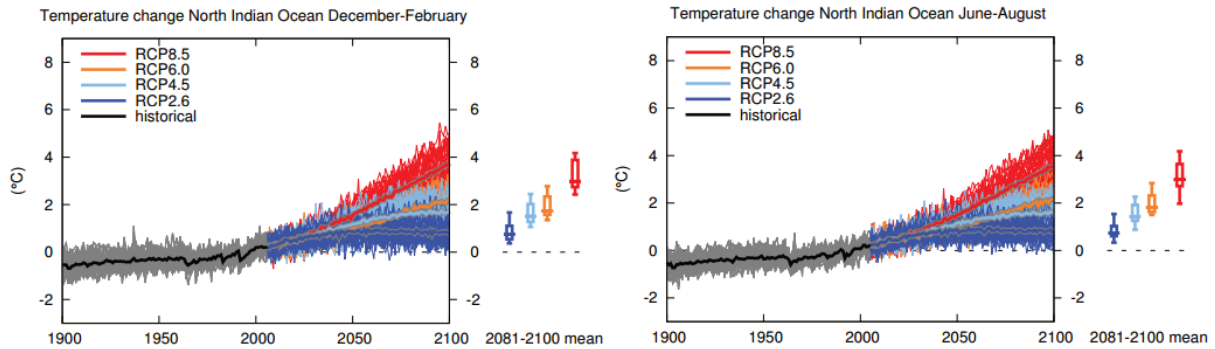 Temperature change North Indian Ocean December-February
8
6
4
2
0
-2
(°C)
RCP8.5
RCP6.0
RCP4.5
RCP2.6
historical
8
6
4
2
0
-2
1900 1950 2000 2050 2100 2081-2100 mean
Temperature change North Indian Ocean June-August
8
6
4
2
0
-2
(°C)
RCP8.5
RCP6.0
RCP4.5
RCP2.6
historical
8
6
4
2
0
-2
1900 1950 2000 2050 2100 2081-2100 mean